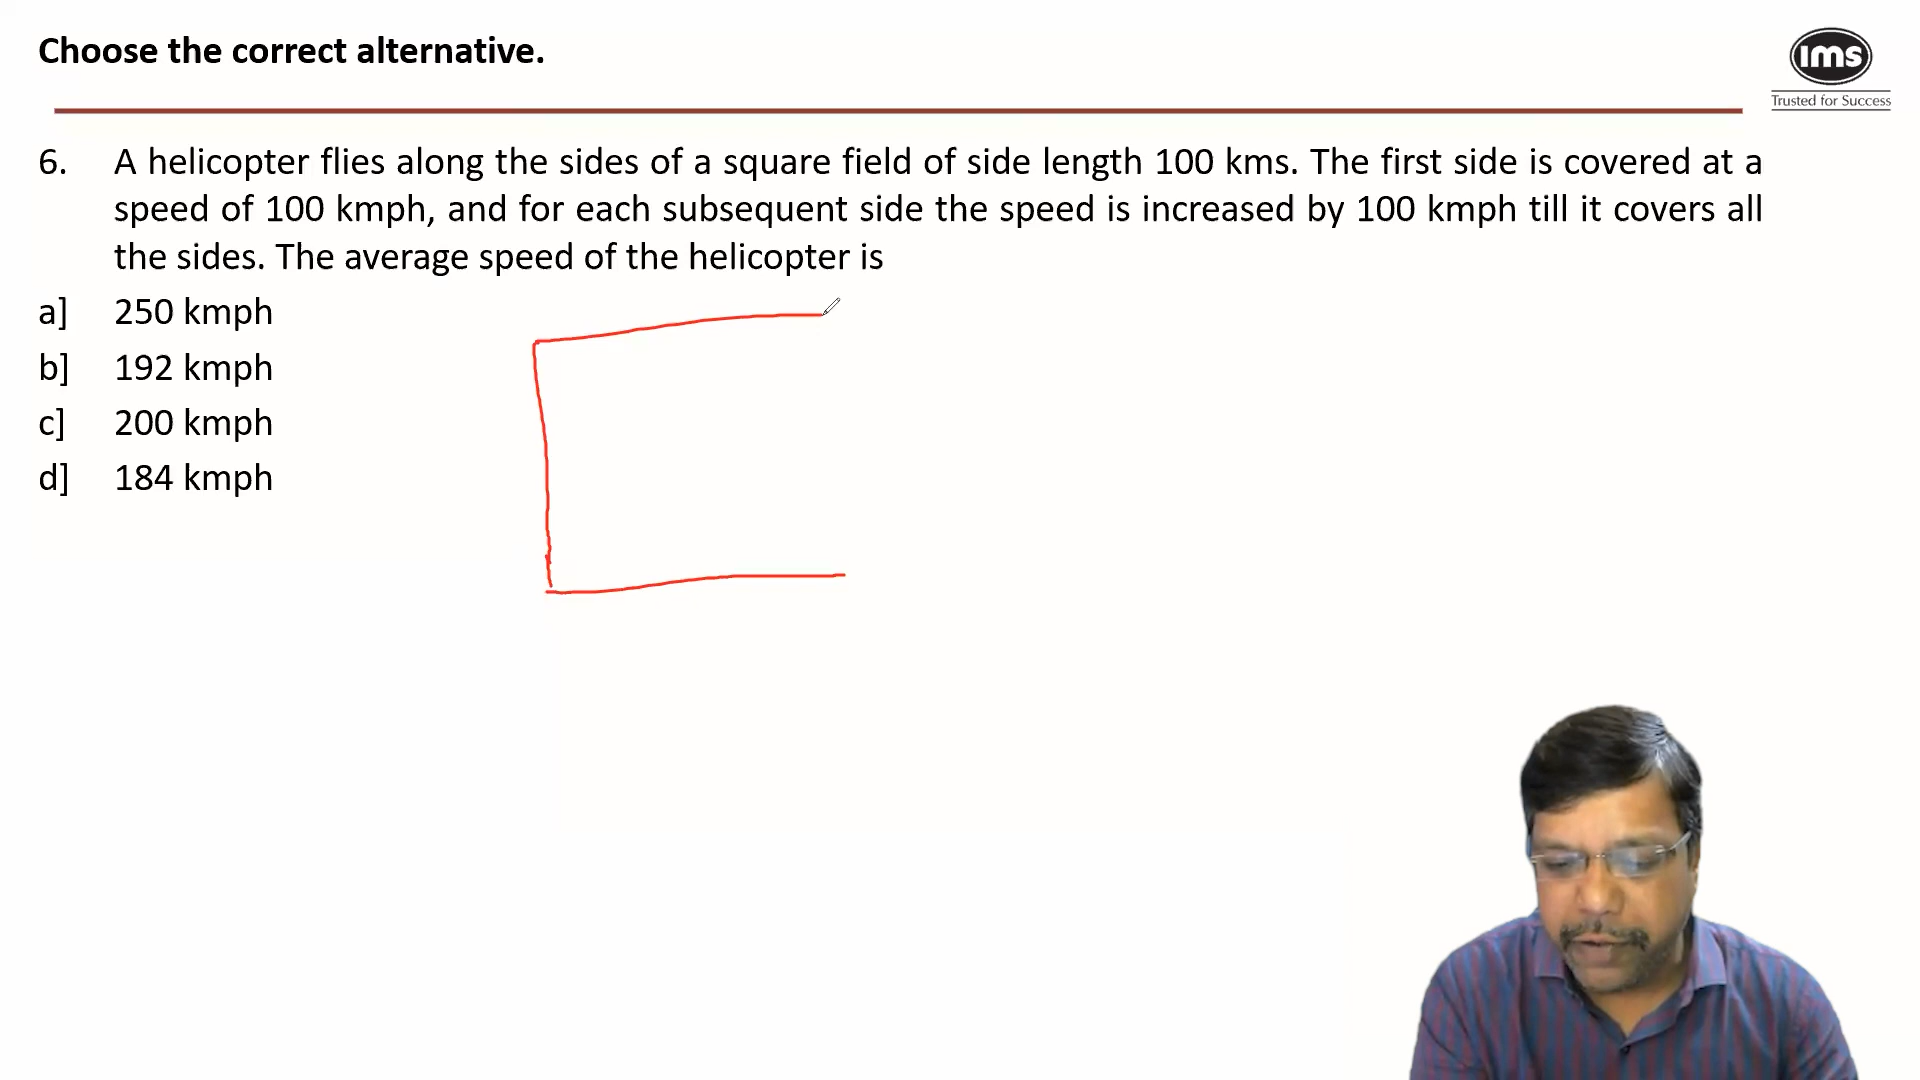 Choose the correct alternative.
ims
Trusted for Success
6. A helicopter flies along the sides of a square field of side length 100 kms. The first side is covered at a
speed of 100 kmph, and for each subsequent side the speed is increased by 100 kmph till it covers all
the sides. The average speed of the helicopter is
a] 250 kmph
b] 192 kmph
c] 200 kmph
d] 184 kmph